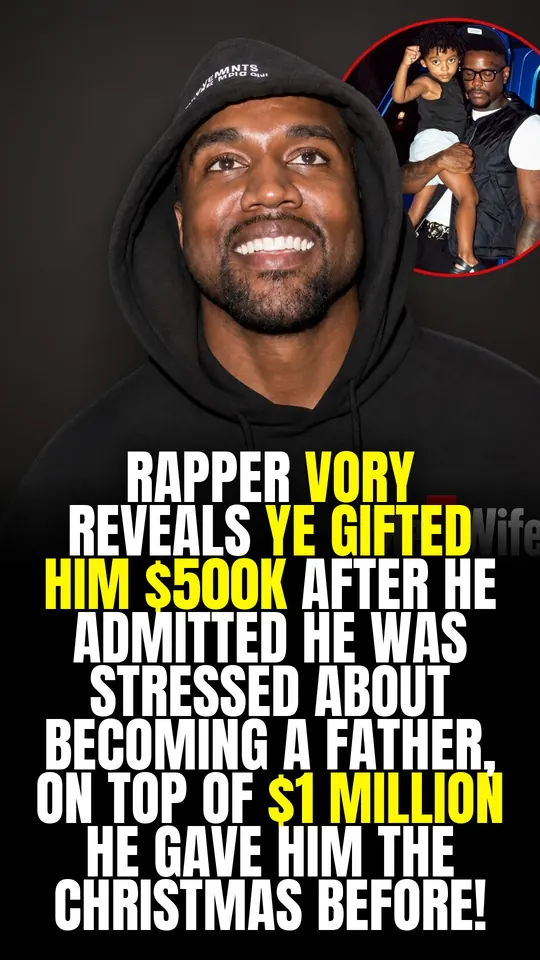 RAPPER VORY
REVEALS YE GIFTED
HIM $500K AFTER HE
ADMITTED HE WAS
STRESSED ABOUT
BECOMING A FATHER,
ON TOP OF $1 MILLION
HE GAVE HIM THE
CHRISTMAS BEFORE!
Wife